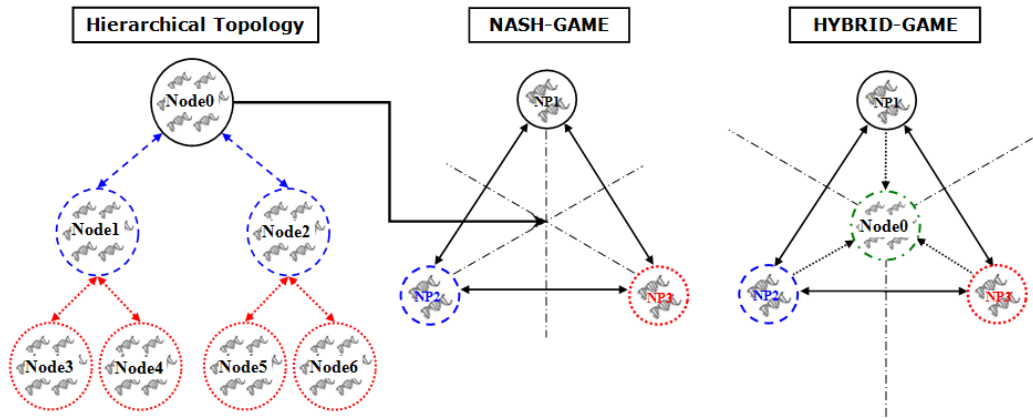 Hierarchical Topology
NASH-GAME
HYBRID-GAME
Node0
NP1
NP1
Node1
Node2
Node0
NP2
NP3
NP2
NP3
Node3
Node4
Node5
Node6